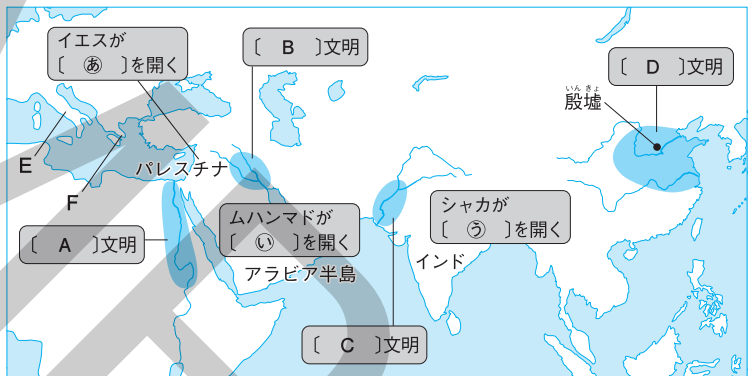 イエスが
〔 あ 〕を開く
〔 B 〕文明
〔 D 〕文明
いんきょ
殷墟
E
F
パレスチナ
〔 A 〕文明
ムハンマドが
〔 い 〕を開く
アラビア半島
シャカが
〔 う 〕を開く
インド
〔 C 〕文明